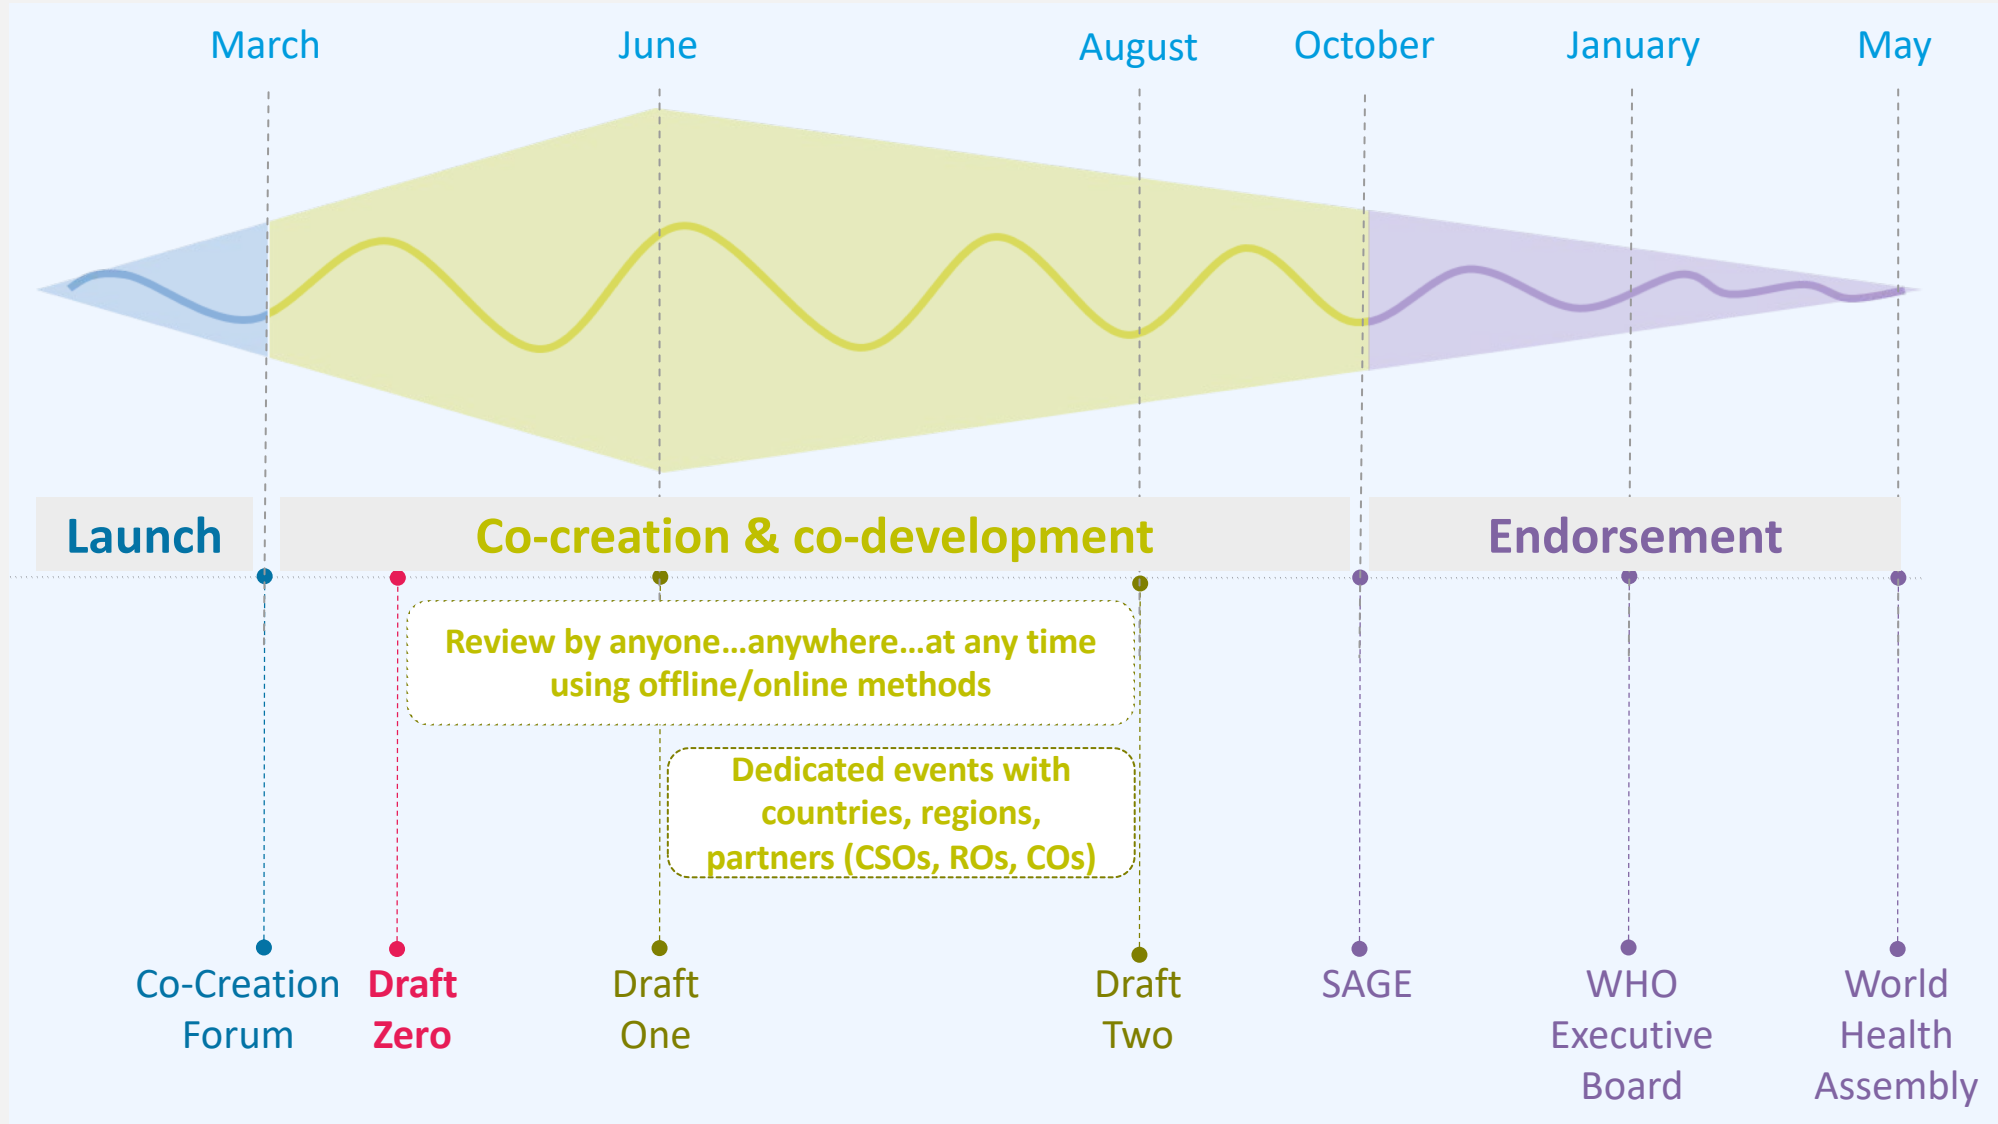 March
June
August
October
January
May
Launch
Co-creation & co-development
Endorsement
Review by anyone...anywhere...at any time
using offline/online methods
Dedicated events with
countries, regions,
partners (CSOs, ROs, COs)
Co-Creation
Forum
Draft
Zero
Draft
One
Draft
Two
SAGE
WHO
Executive
Board
World
Health
Assembly